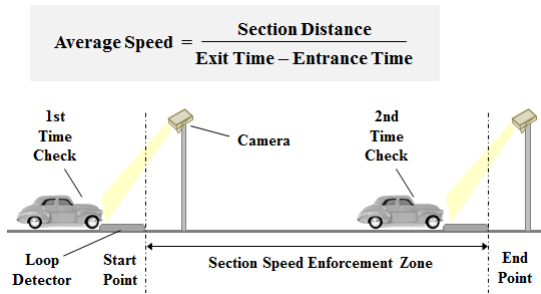 Average Speed = Section Distance / Exit Time – Entrance Time
1st
Time
Check
Camera
2nd
Time
Check
Loop
Detector
Start
Point
Section Speed Enforcement Zone
End
Point